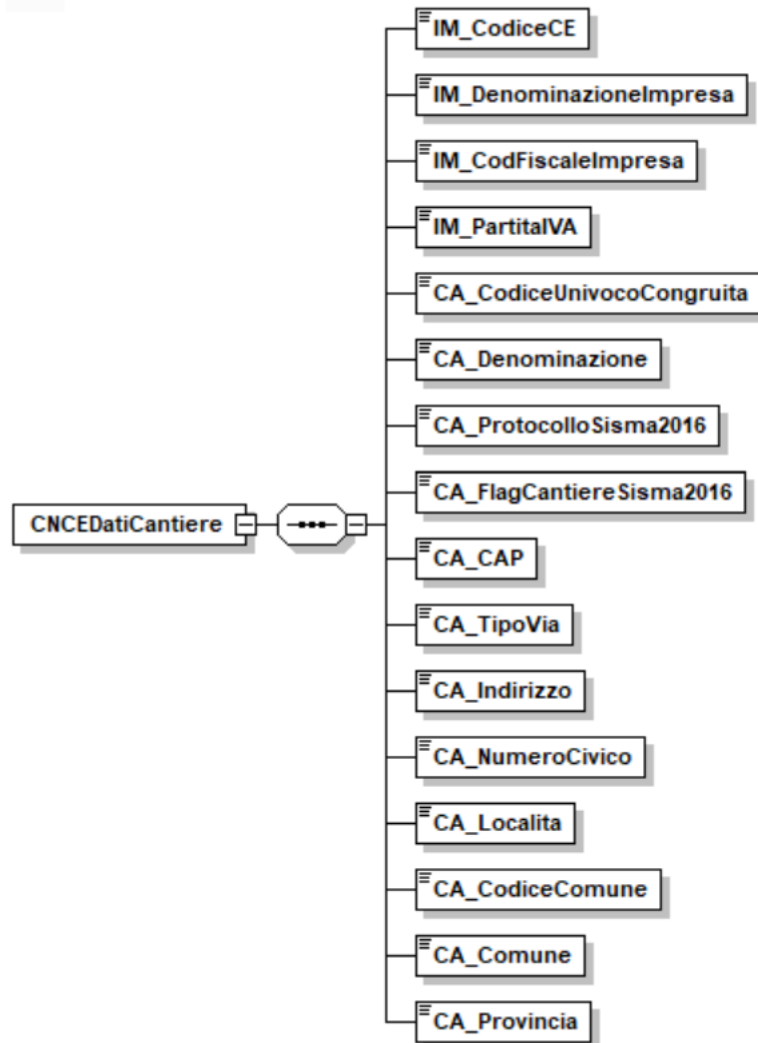 IM_CodiceCE
IM_DenominazioneImpresa
IM_CodFiscaleImpresa
IM_PartitaIVA
CA_CodiceUnivocoCongruita
CA_Denominazione
CA_ProtocolloSisma2016
CA_FlagCantiereSisma2016
CNCEDatiCantiere
CA_CAP
CA_TipoVia
CA_Indirizzo
CA_NumeroCivico
CA_Localita
CA_CodiceComune
CA_Comune
CA_Provincia